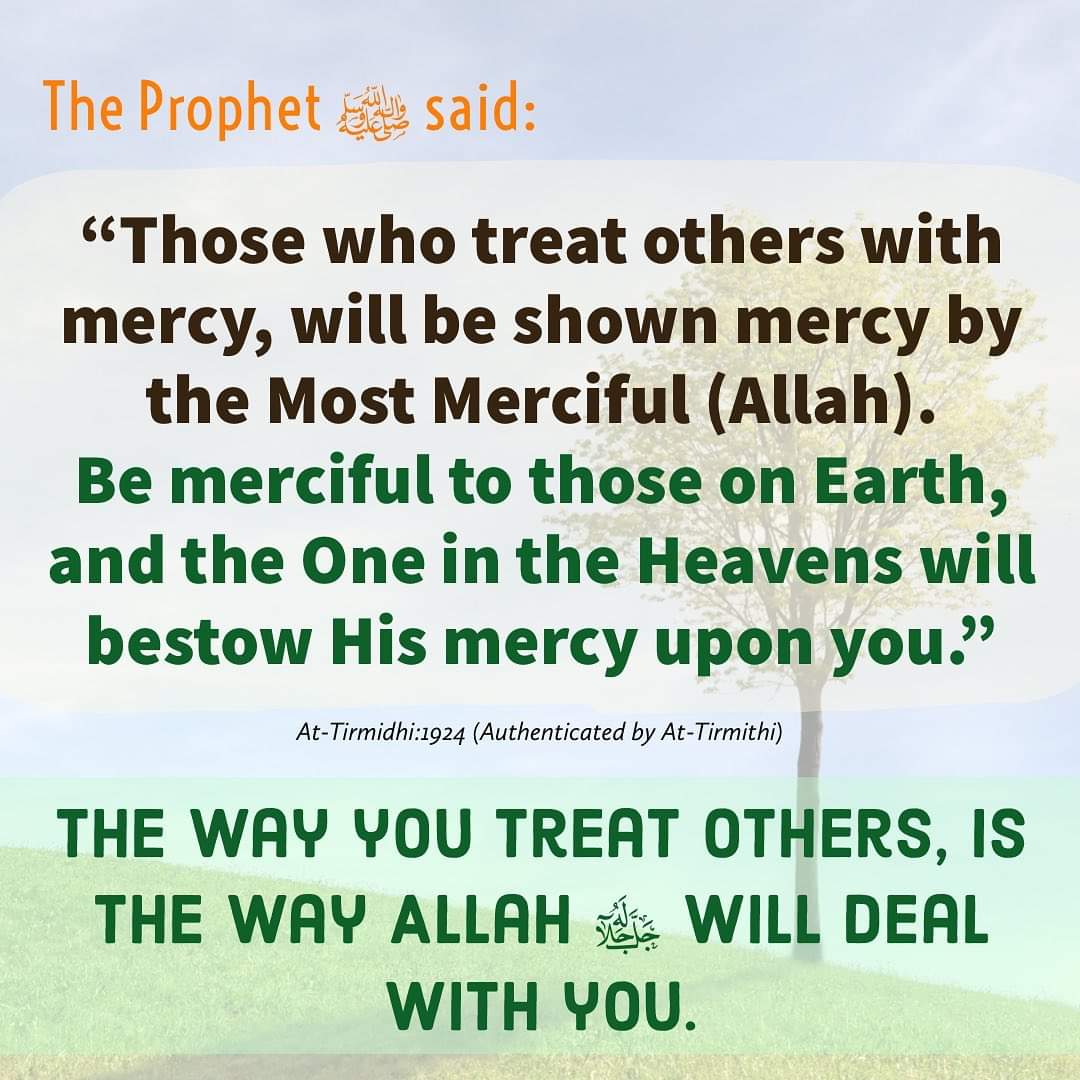 The Prophet ﷺ said:
“Those who treat others with
mercy, will be shown mercy by
the Most Merciful (Allah).
Be merciful to those on Earth,
and the One in the Heavens will
bestow His mercy upon you.”
At-Tirmidhi:1924 (Authenticated by At-Tirmithi)
THE WAY YOU TREAT OTHERS, IS
THE WAY ALLAH ﷻ WILL DEAL
WITH YOU.